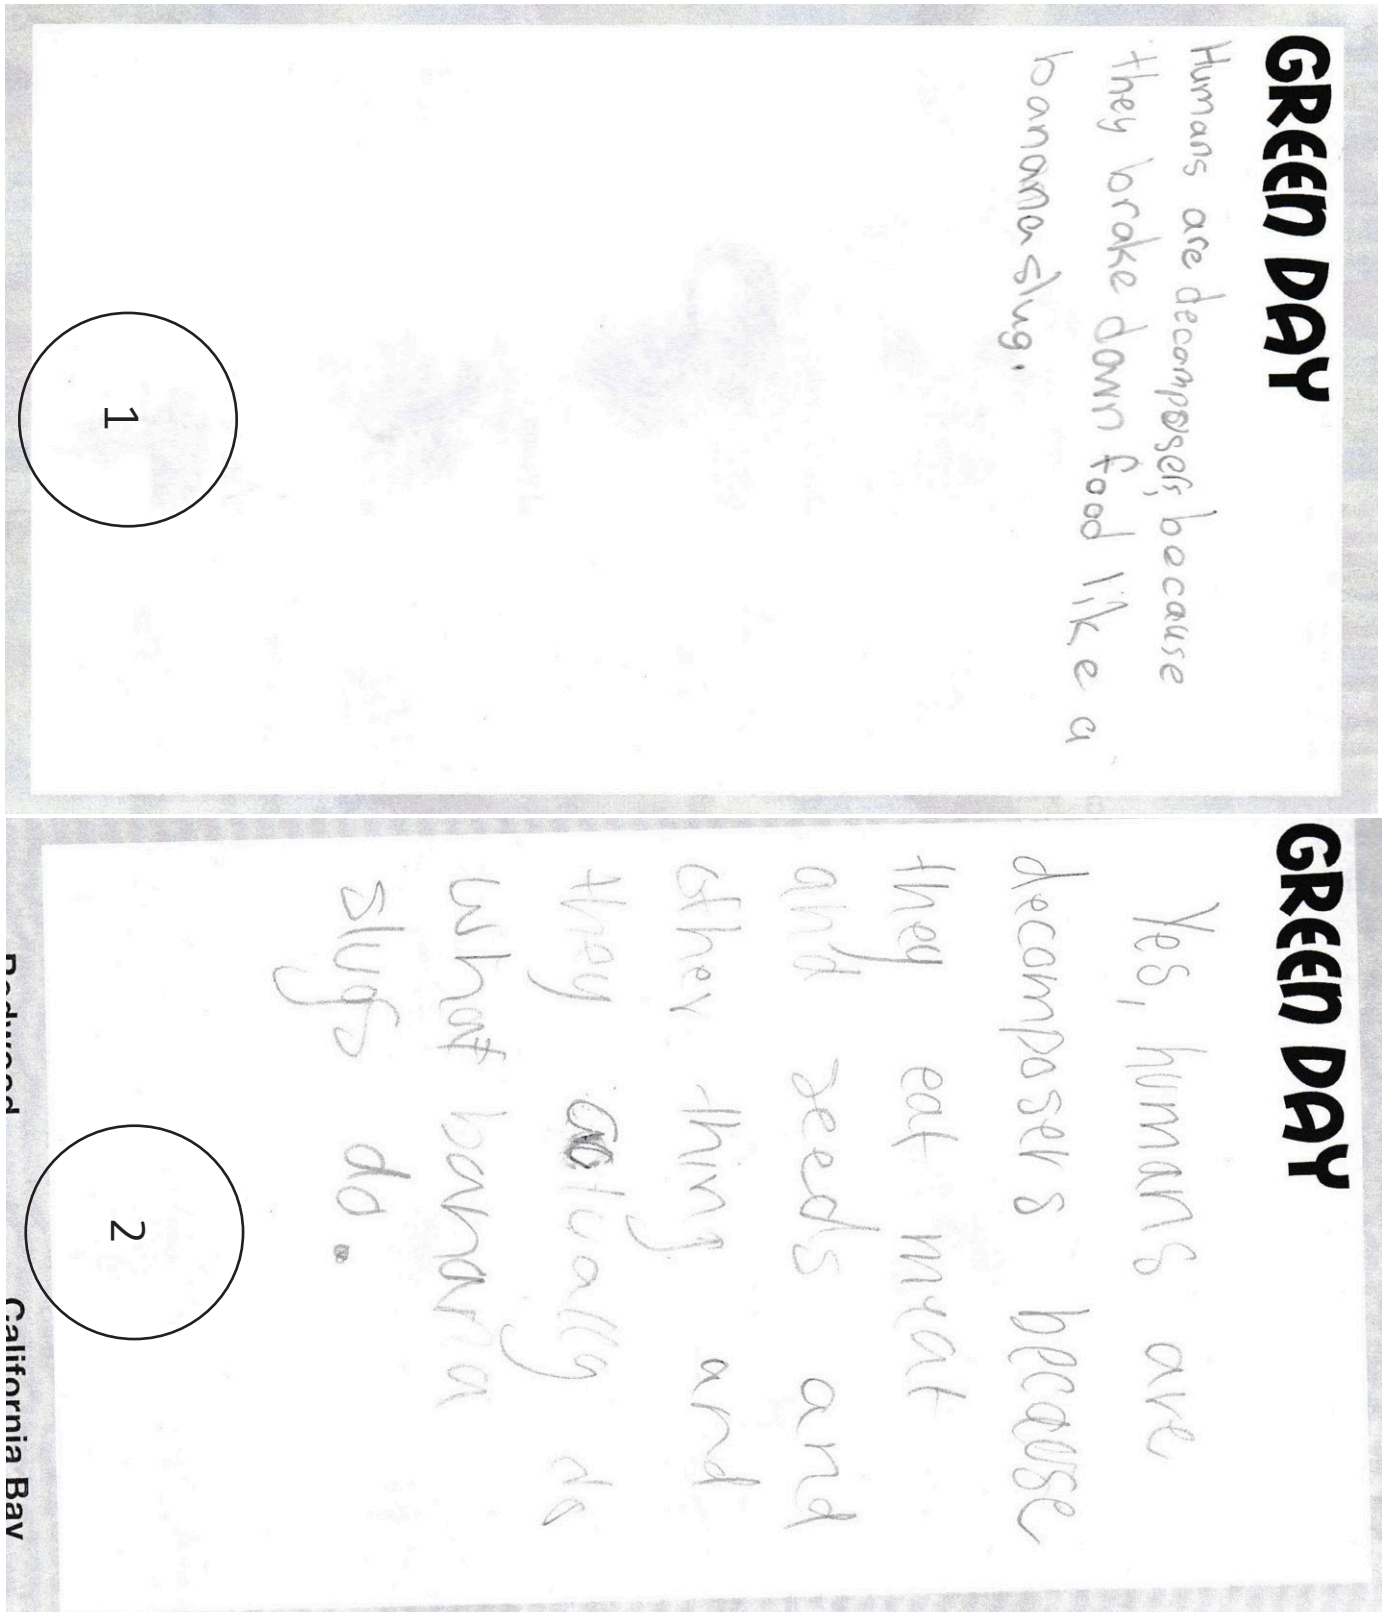 GREEN DAY
Humans are decomposers because
they brake down food like a
banana slug.
1
GREEN DAY
Yes, humans are
decomposers because
they eat meat
and seeds and
other thing and
they actually do
what banana
slugs do.
2
Redwood California Bay